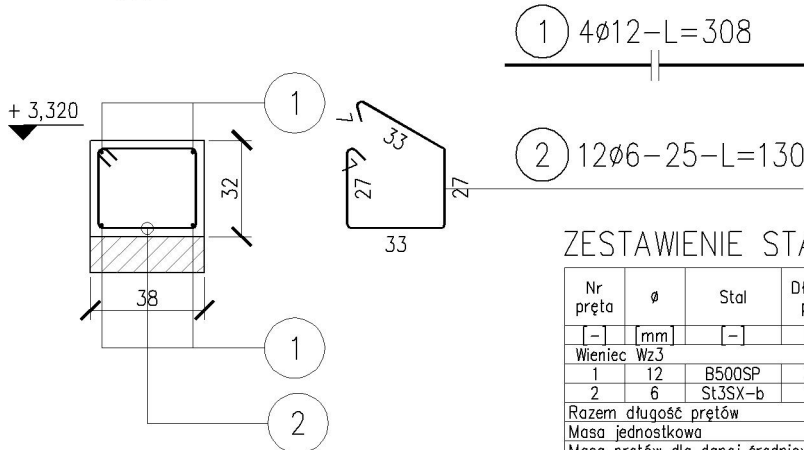 1 4ø12-L=308
1
+ 3,320
33
2 12ø6-25-L=130
32
27
27
33
38
1
2
ZESTAWIENIE
Nr pręta
ø
Stal
[-]
[mm]
[-]
Wieniec Wz3
1 12 B500SP
2 6 St3SX-b
Razem długość prętów
Masa jednostkowa